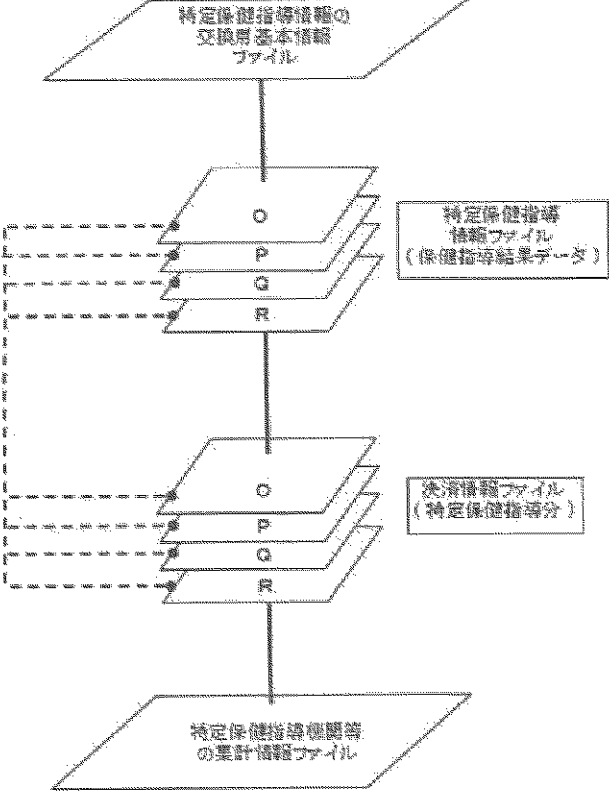 特定保健指導情報の
交換用基本情報
ファイル
O
P
Q
R
特定保健指導
情報ファイル
(保健指導結果データ)
O
P
Q
R
決済情報ファイル
(特定保健指導分)
特定保健指導機関等
の集計情報ファイル